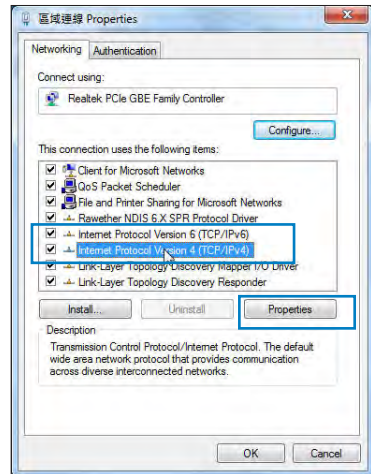 區域連線 Properties
Networking
Authentication
Connect using:
Realtek PCIe GBE Family Controller
Configure...
This connection uses the following items:
Client for Microsoft Networks
QoS Packet Scheduler
File and Printer Sharing for Microsoft Networks
Rawether NDIS 6.X SPR Protocol Driver
Internet Protocol Version 6 (TCP/IPv6)
Internet Protocol Version 4 (TCP/IPv4)
Link-Layer Topology Discovery Mapper I/O Driver
Link-Layer Topology Discovery Responder
Install...
Uninstall
Properties
Description
Transmission Control Protocol/Internet Protocol. The default
wide area network protocol that provides communication
across diverse interconnected networks.
OK
Cancel